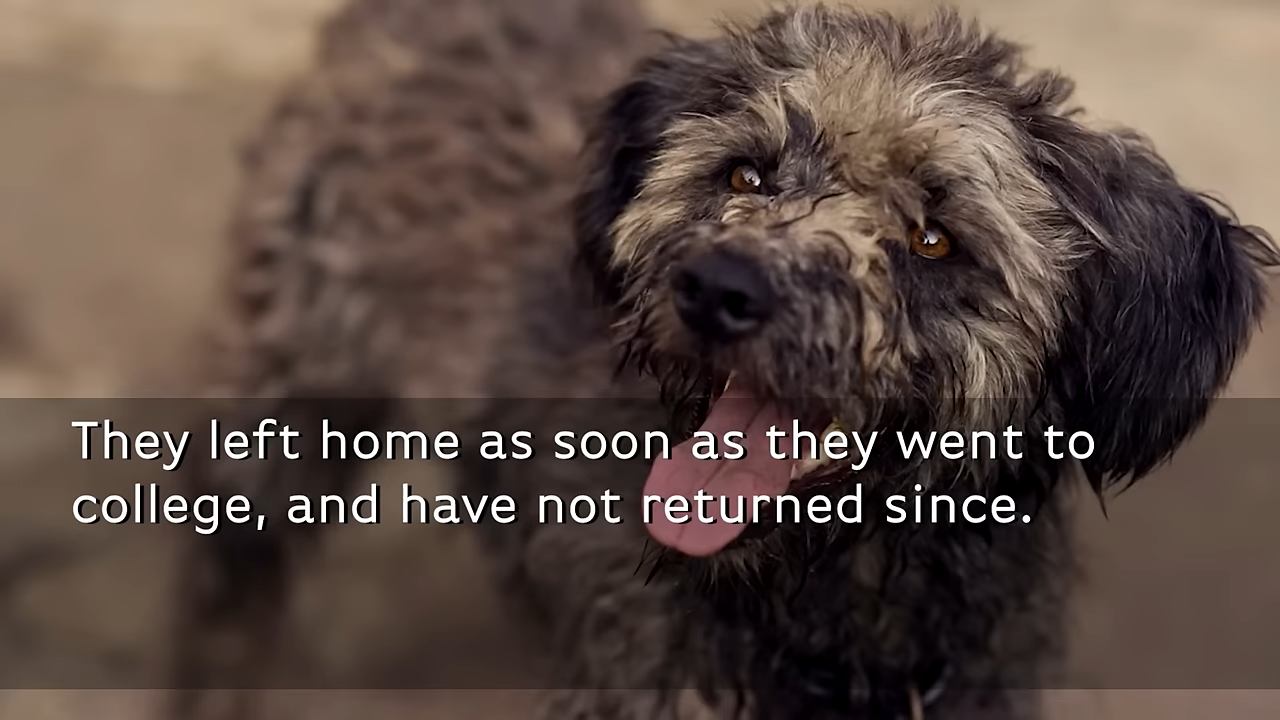 They left home as soon as they went to
college, and have not returned since.